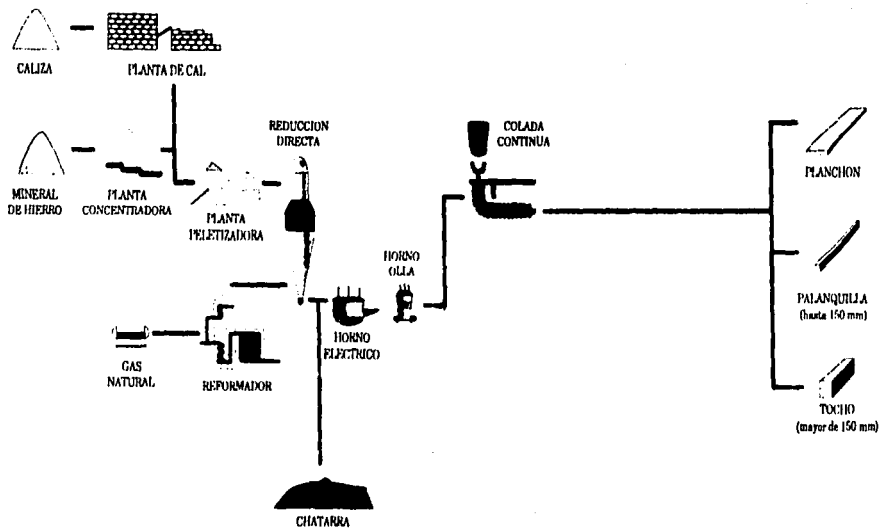 CALIZA
PLANTA DE CAL
MINERAL
DE HIERRO
PLANTA
CONCENTRADORA
PLANTA
PELETIZADORA
REDUCCION
DIRECTA
GAS
NATURAL
REFORMADOR
HORNO
ELECTRICO
HORNO
OLLA
CHATARRA
COLADA
CONTINUA
PLANCHON
PALANQUILLA
(hasta 150 mm)
TOCHO
(mayor de 150 mm)